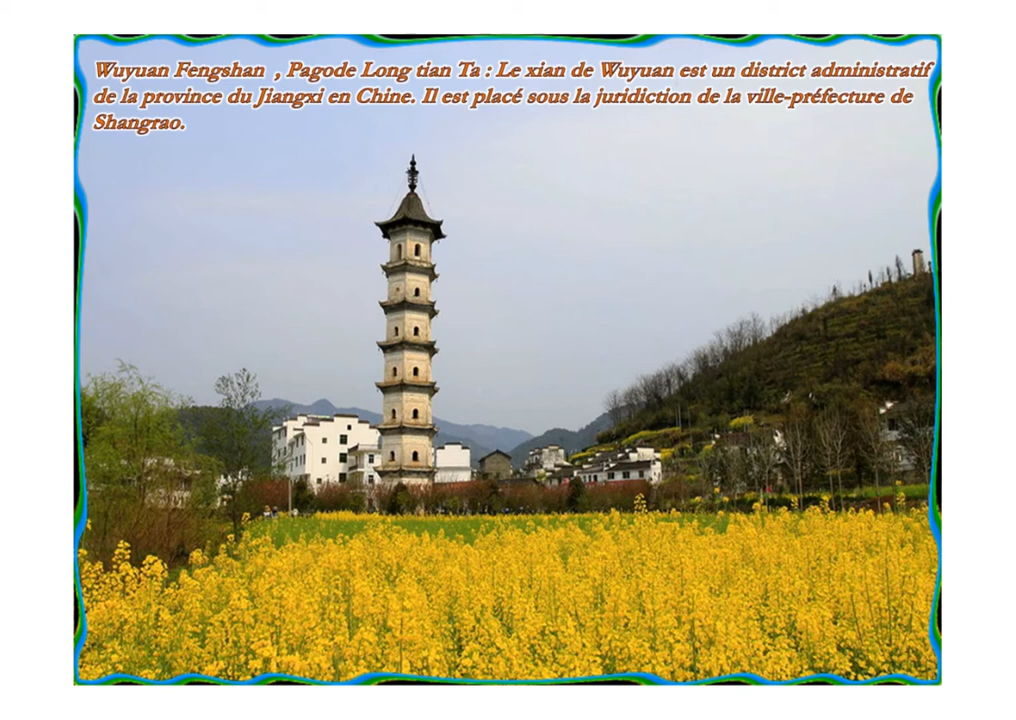 Wuyuan Fengshan , Pagode Long tian Ta : Le xian de Wuyuan est un district administratif
de la province du Jiangxi en Chine. Il est placé sous la juridiction de la ville-préfecture de
Shangrao.